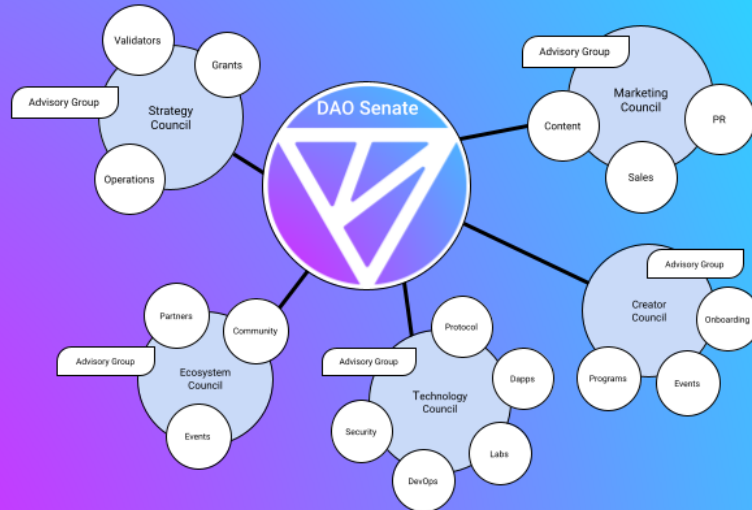 DAO Senate
Validators
Grants
Advisory Group
Strategy
Council
Operations
Advisory Group
Marketing
Council
Content
PR
Sales
Advisory Group
Creator
Council
Onboarding
Programs
Events
Partners
Community
Advisory Group
Ecosystem
Council
Events
Protocol
Advisory Group
Dapps
Technology
Council
Security
Labs
DevOps